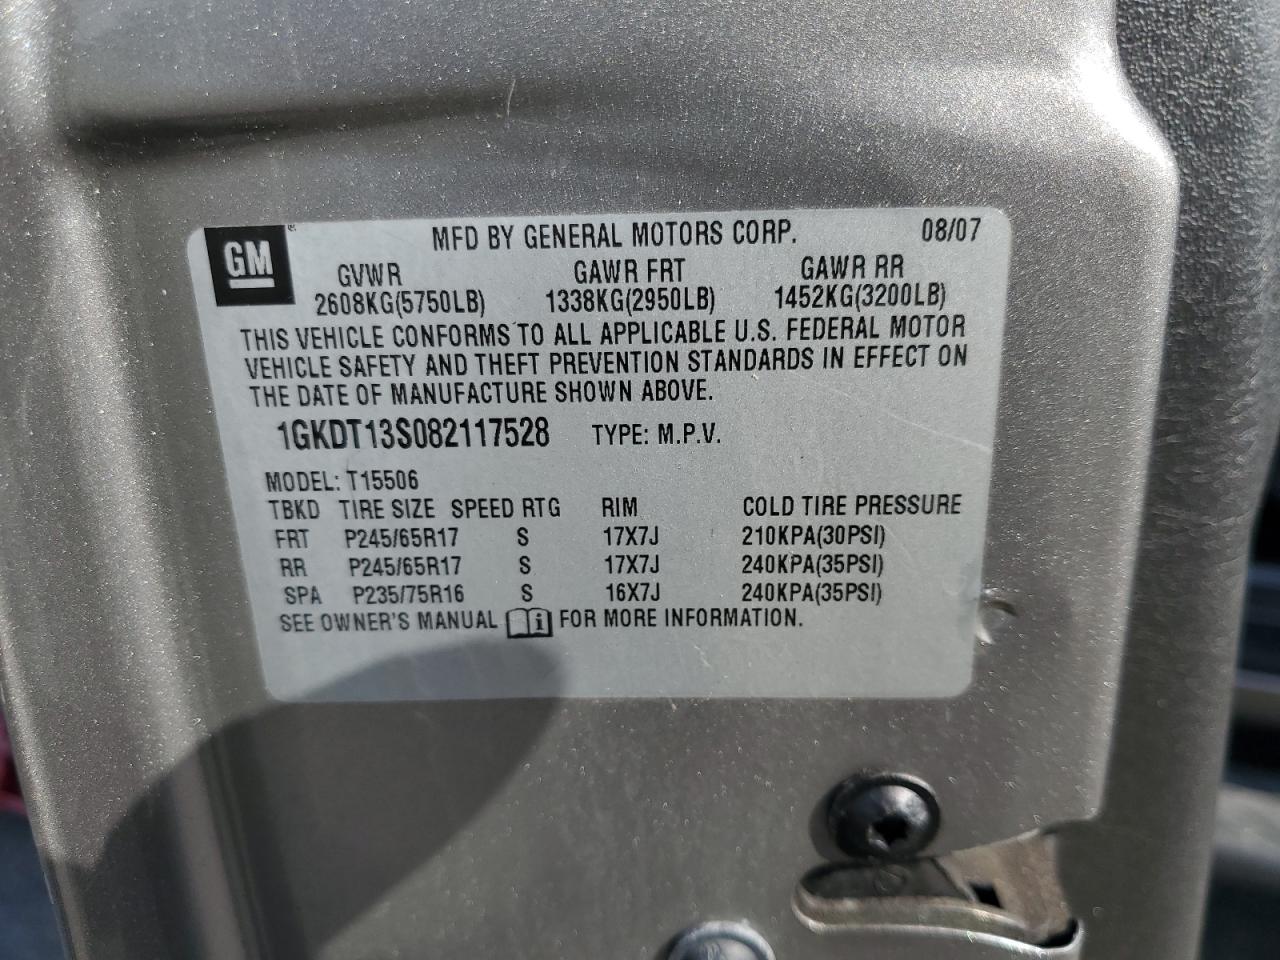 GM
MFD BY GENERAL MOTORS CORP. 08/07
GVWR GAWR FRT GAWR RR
2608KG(5750LB) 1338KG(2950LB) 1452KG(3200LB)
THIS VEHICLE CONFORMS TO ALL APPLICABLE U.S. FEDERAL MOTOR
VEHICLE SAFETY AND THEFT PREVENTION STANDARDS IN EFFECT ON
THE DATE OF MANUFACTURE SHOWN ABOVE.
1GKDT13S082117528 TYPE: M.P.V.
MODEL: T15506
TBKD TIRE SIZE SPEED RTG RIM COLD TIRE PRESSURE
FRT P245/65R17 S 17X7J 210KPA(30PSI)
RR P245/65R17 S 17X7J 240KPA(35PSI)
SPA P235/75R16 S 16X7J 240KPA(35PSI)
SEE OWNER'S MANUAL i FOR MORE INFORMATION.